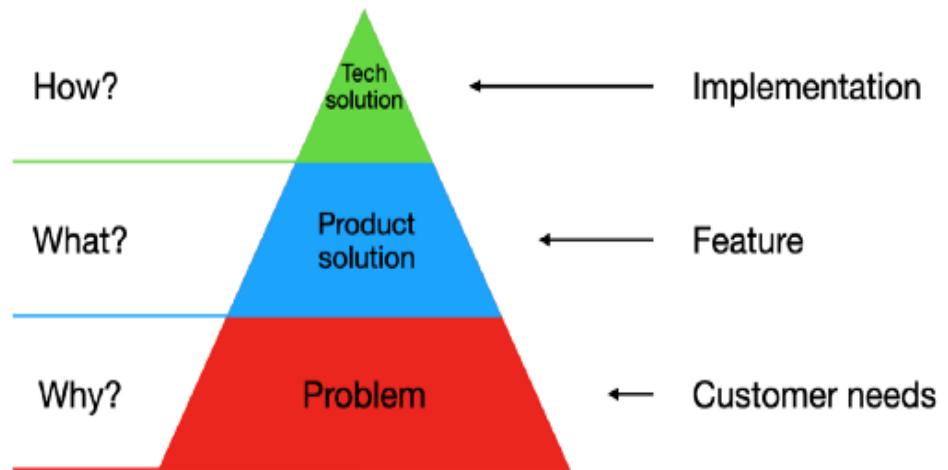 How?
Tech
solution
Implementation
What?
Product
solution
Feature
Why?
Problem
Customer needs